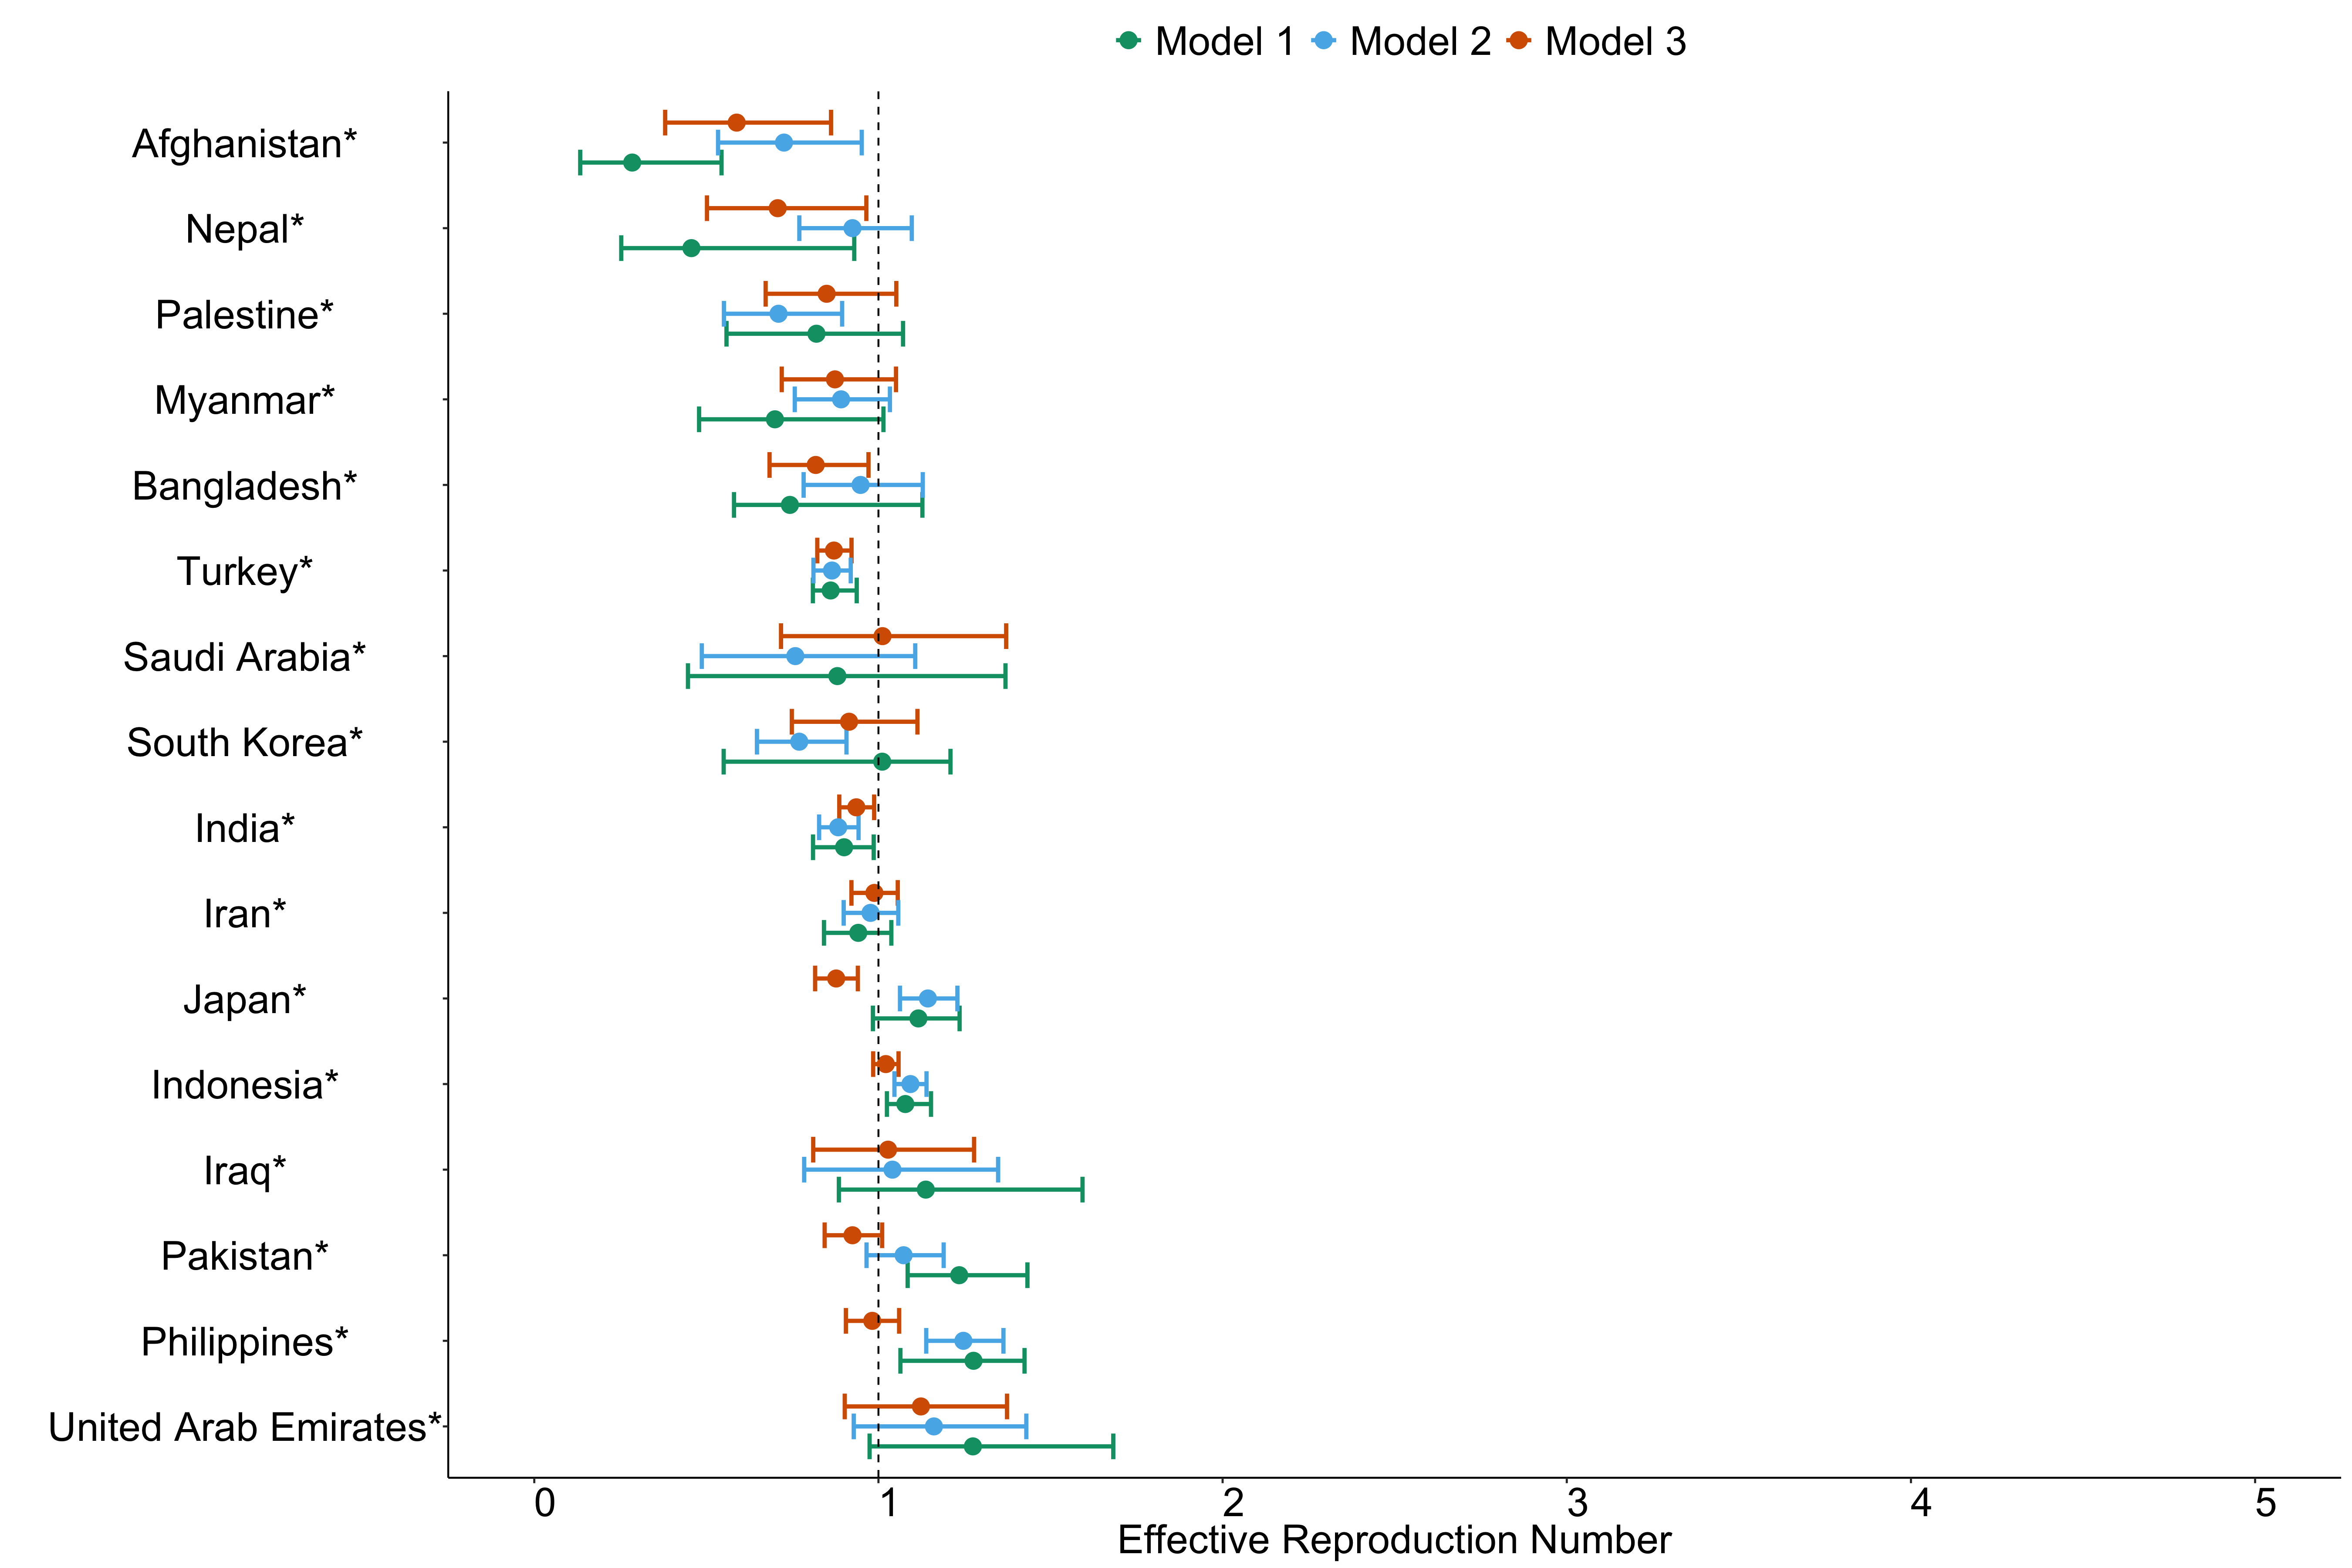 Model 1 Model 2 Model 3
Afghanistan*
Nepal*
Palestine*
Myanmar*
Bangladesh*
Turkey*
Saudi Arabia*
South Korea*
India*
Iran*
Japan*
Indonesia*
Iraq*
Pakistan*
Philippines*
United Arab Emirates*
0 1 2 3 4 5
Effective Reproduction Number